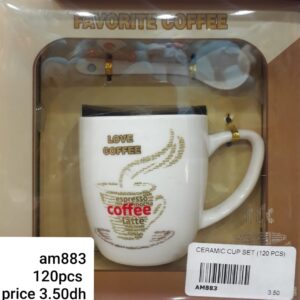 FAVORITE COFFEE
LOVE
COFFEE
espresso
coffee
latte
CERAMIC CUP SET (120 PCS)
AM883
3.50
am883
120pcs
price 3.50dh